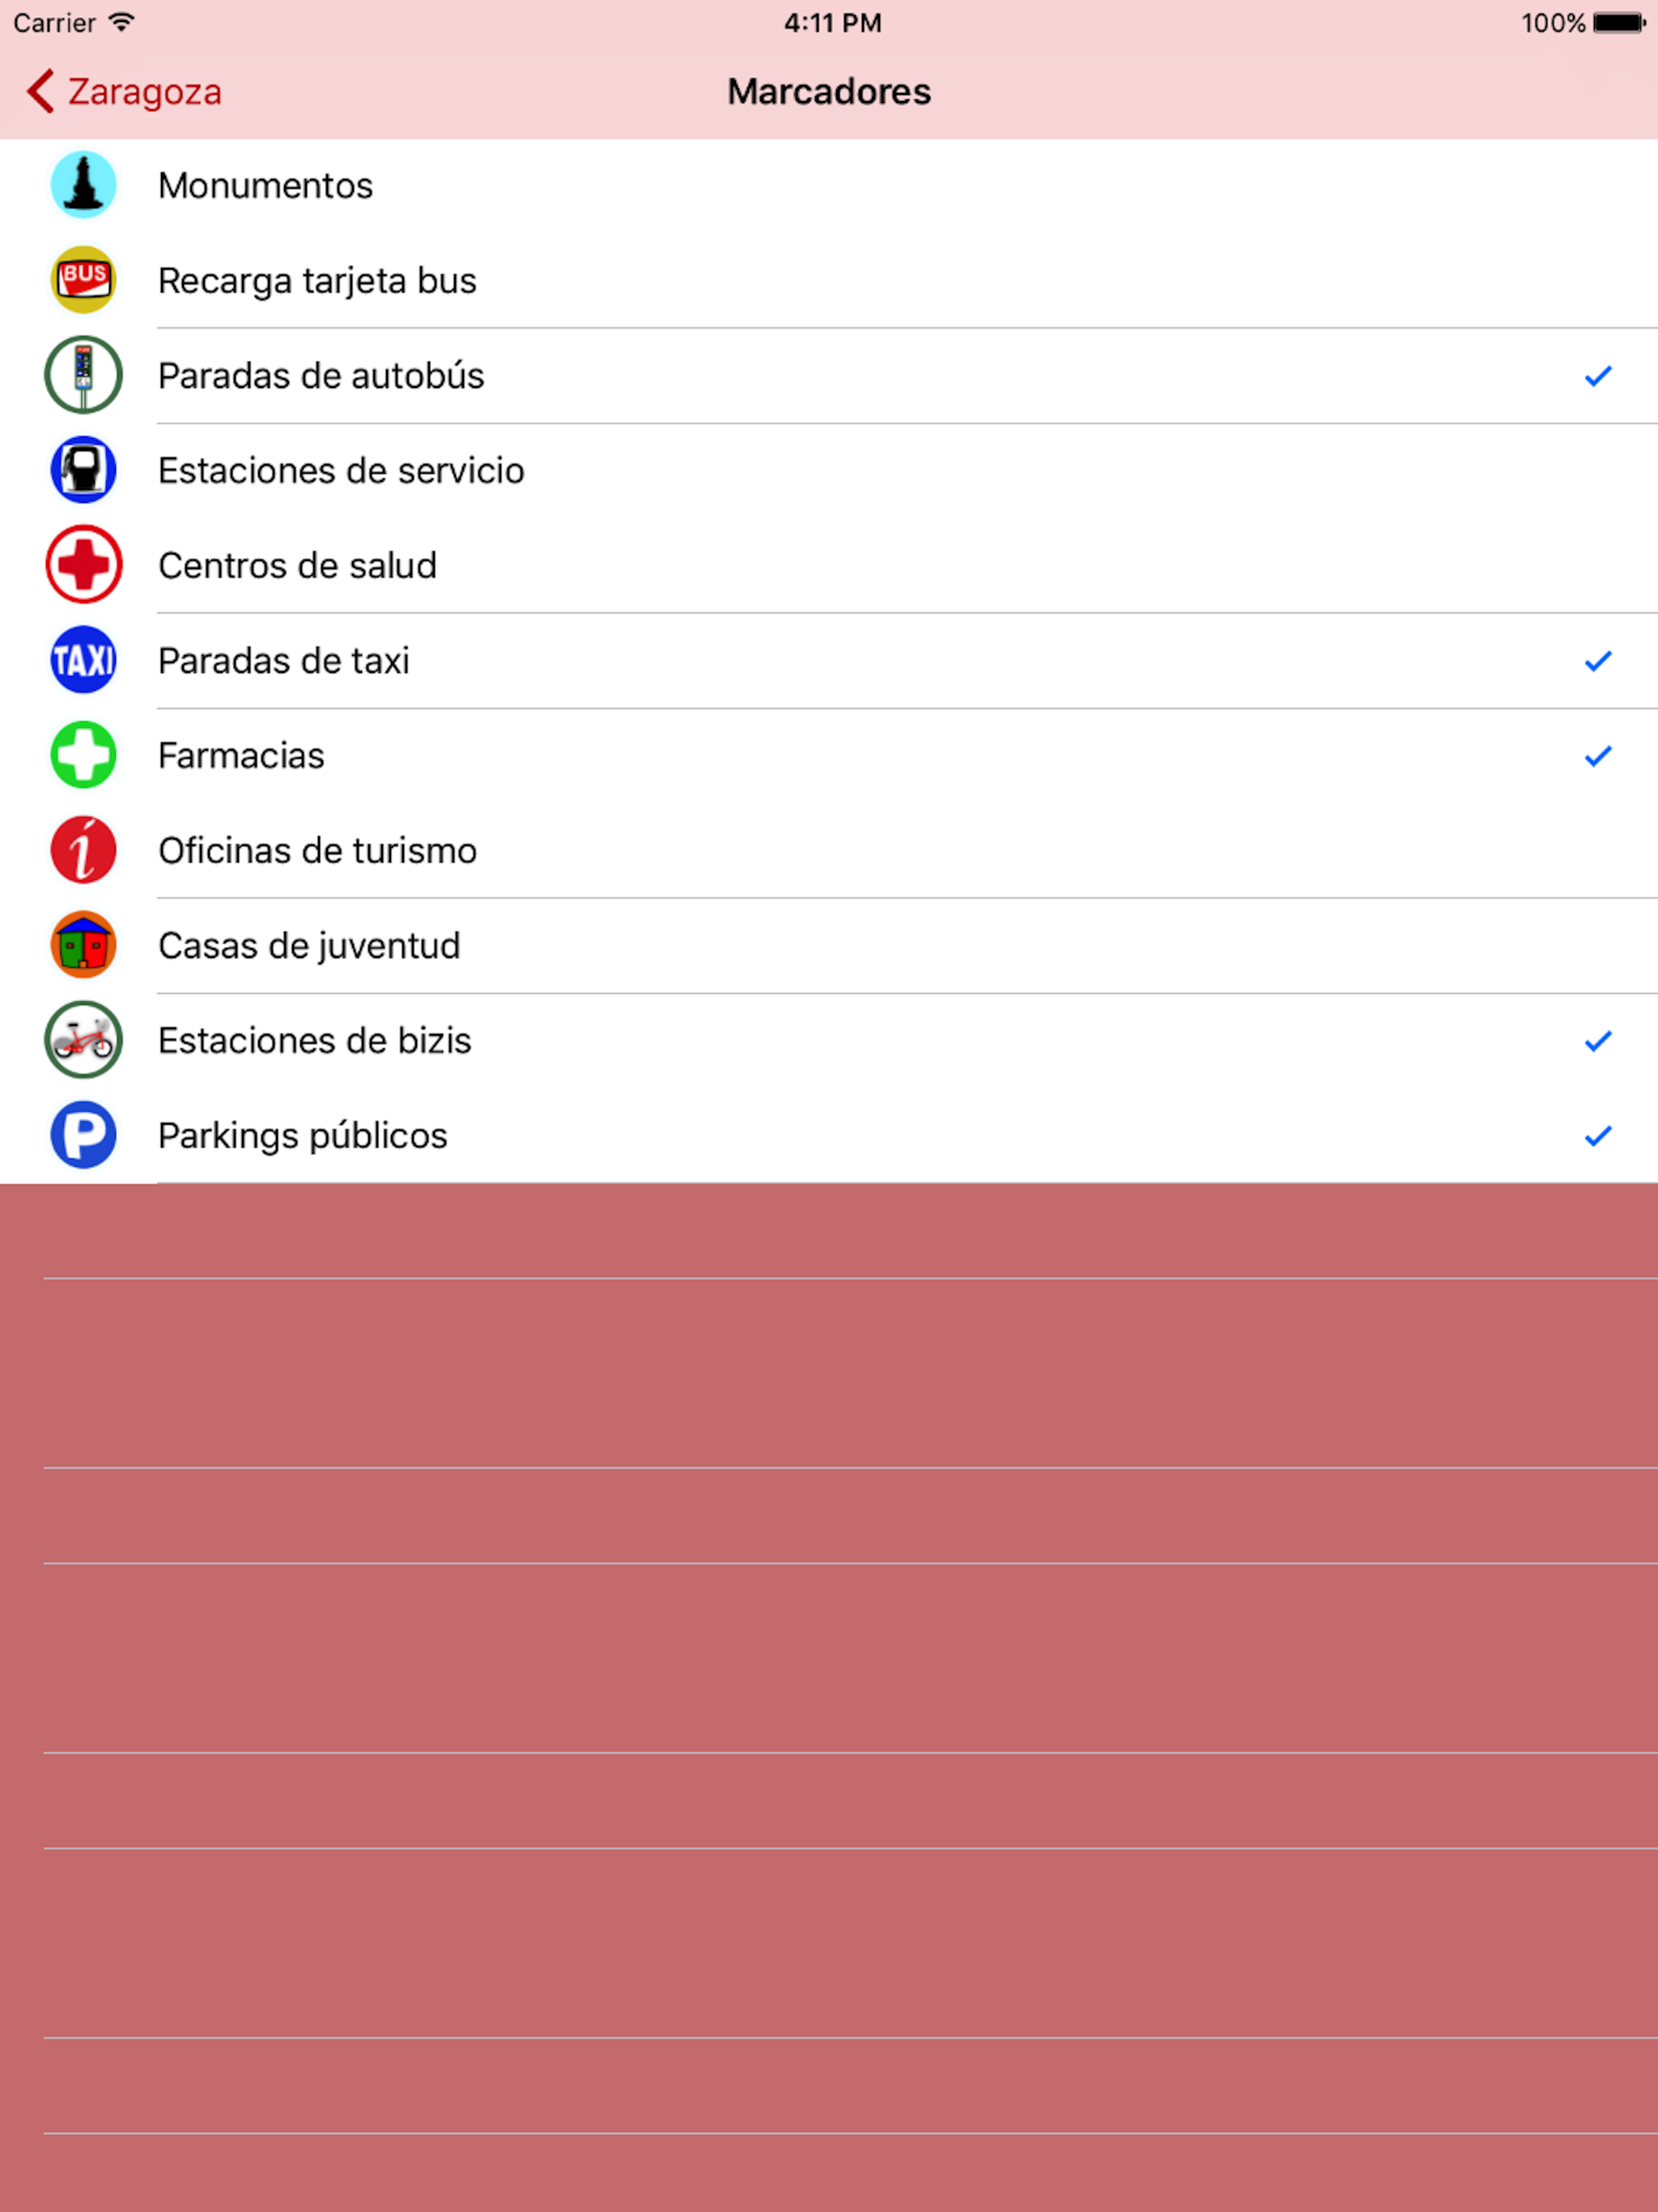 Carrier 4:11 PM 100%
Zaragoza Marcadores
Monumentos
BUS Recarga tarjeta bus
Paradas de autobús
Estaciones de servicio
Centros de salud
TAXI Paradas de taxi
Farmacias
i Oficinas de turismo
Casas de juventud
Estaciones de bizis
P Parkings públicos